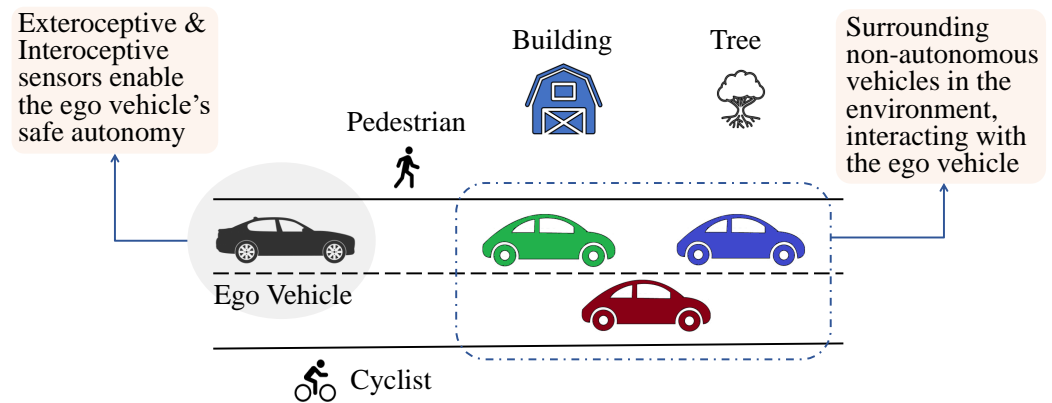 Exteroceptive &
Interoceptive
sensors enable
the ego vehicle's
safe autonomy
Building
Tree
Surrounding
non-autonomous
vehicles in the
environment,
interacting with
the ego vehicle
Pedestrian
Ego Vehicle
Cyclist